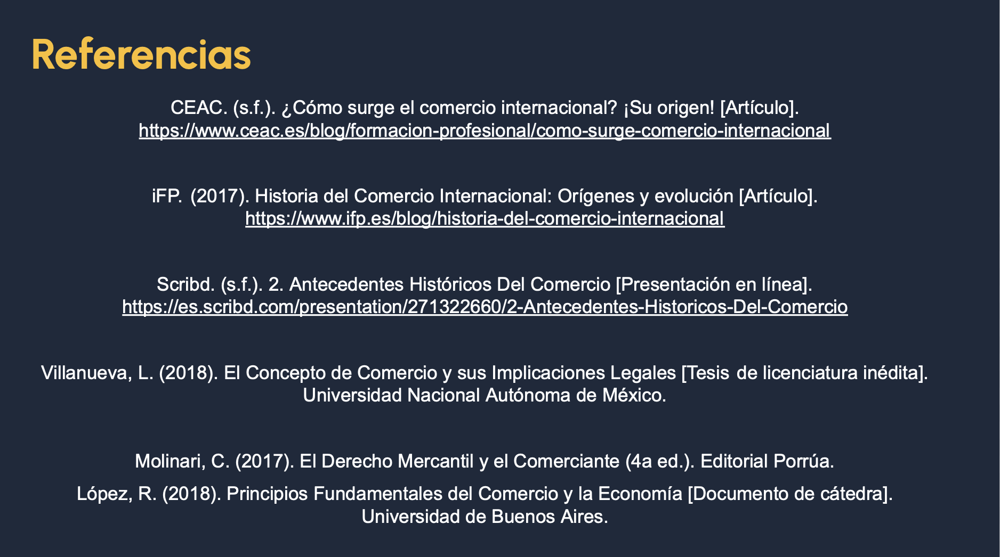 Referencias
CEAC. (s.f.). ¿Cómo surge el comercio internacional? ¡Su origen! [Artículo].
https://www.ceac.es/blog/formacion-profesional/como-surge-comercio-internacional
iFP. (2017). Historia del Comercio Internacional: Orígenes y evolución [Artículo].
https://www.ifp.es/blog/historia-del-comercio-internacional
Scribd. (s.f.). 2. Antecedentes Históricos Del Comercio [Presentación en línea].
https://es.scribd.com/presentation/271322660/2-Antecedentes-Historicos-Del-Comercio
Villanueva, L. (2018). El Concepto de Comercio y sus Implicaciones Legales [Tesis de licenciatura inédita].
Universidad Nacional Autónoma de México.
Molinari, C. (2017). El Derecho Mercantil y el Comerciante (4a ed.). Editorial Porrúa.
López, R. (2018). Principios Fundamentales del Comercio y la Economía [Documento de cátedra].
Universidad de Buenos Aires.